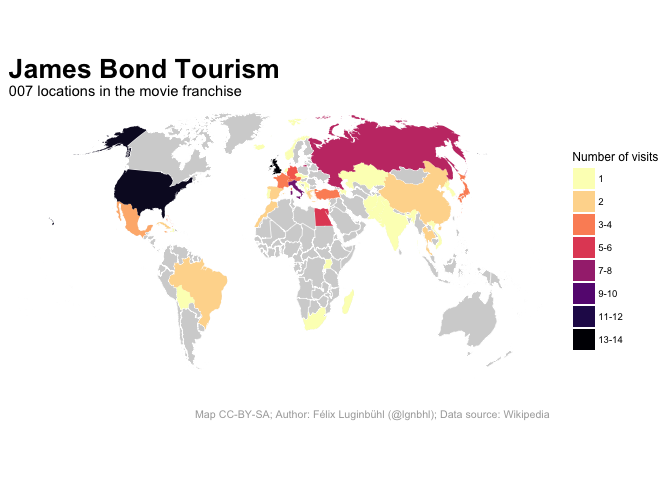 James Bond Tourism
007 locations in the movie franchise
Number of visits
1
2
3-4
5-6
7-8
9-10
11-12
13-14
Map CC-BY-SA; Author: Félix Luginbühl (@lgnbhl); Data source: Wikipedia